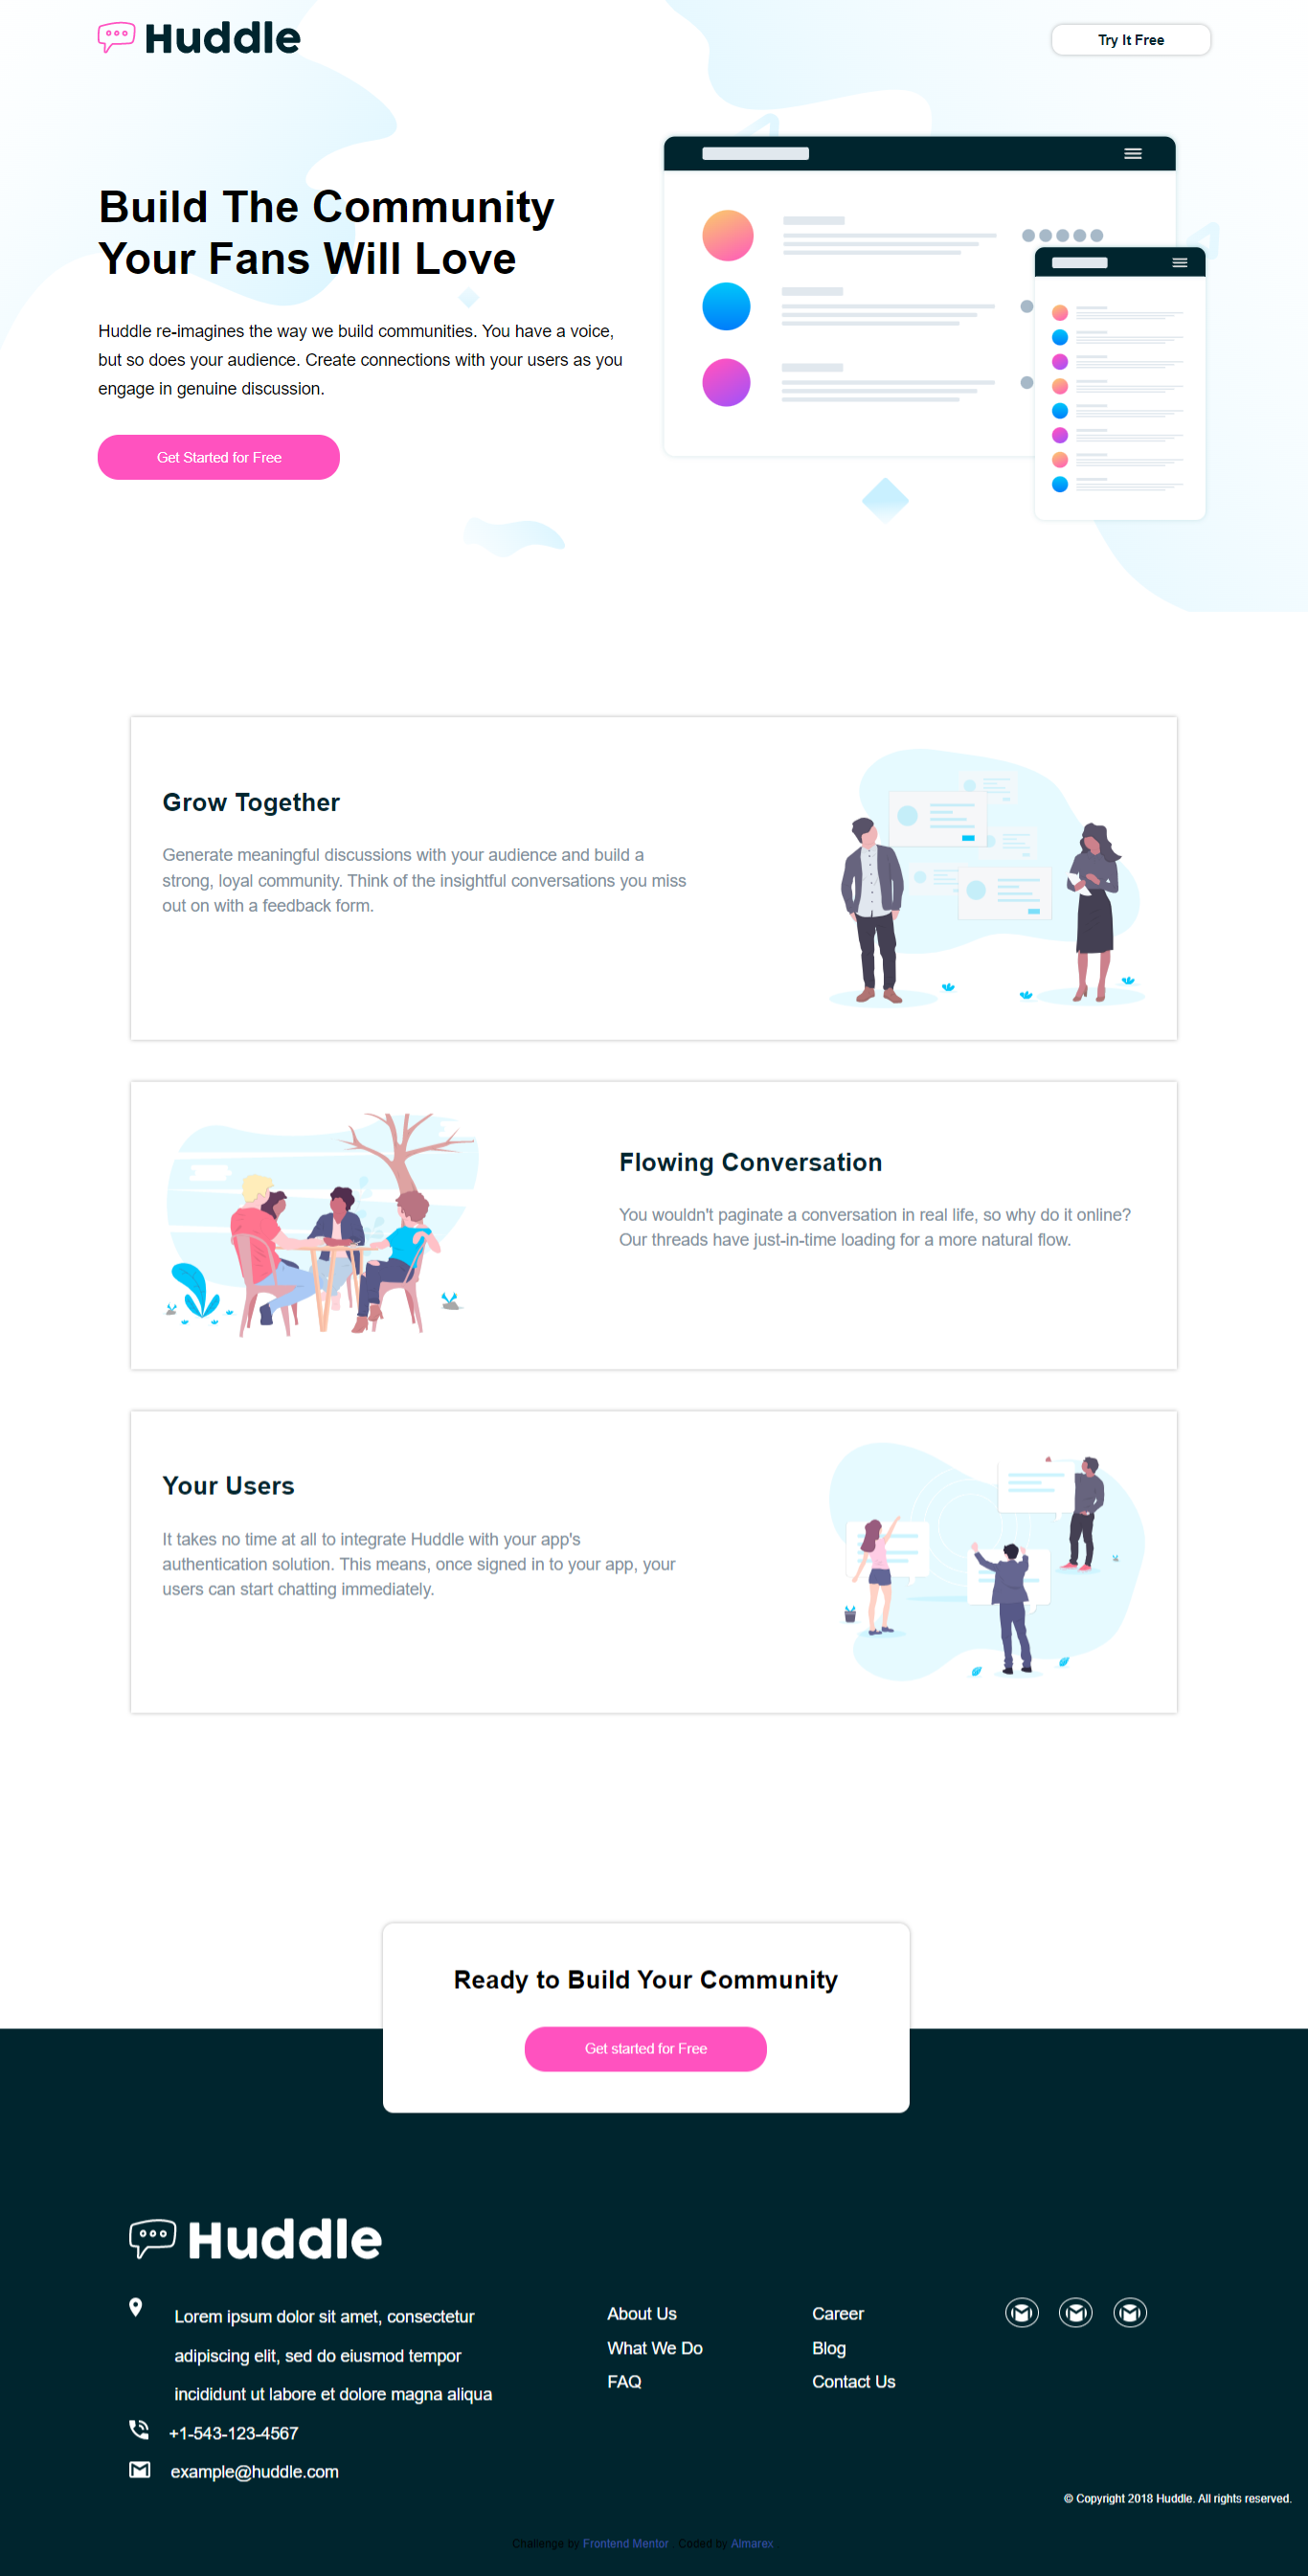 Huddle
Try It Free
Build The Community
Your Fans Will Love
Huddle re-imagines the way we build communities. You have a voice,
but so does your audience. Create connections with your users as you
engage in genuine discussion.
Get Started for Free
Grow Together
Generate meaningful discussions with your audience and build a
strong, loyal community. Think of the insightful conversations you miss
out on with a feedback form.
Flowing Conversation
You wouldn't paginate a conversation in real life, so why do it online?
Our threads have just-in-time loading for a more natural flow.
Your Users
It takes no time at all to integrate Huddle with your app's
authentication solution. This means, once signed in to your app, your
users can start chatting immediately.
Ready to Build Your Community
Get started for Free
Huddle
Lorem ipsum dolor sit amet, consectetur
adipiscing elit, sed do eiusmod tempor
incididunt ut labore et dolore magna aliqua
+1-543-123-4567
example@huddle.com
About Us
What We Do
FAQ
Career
Blog
Contact Us
© Copyright 2018 Huddle. All rights reserved.
Challenge by Frontend Mentor . Coded by Almarex